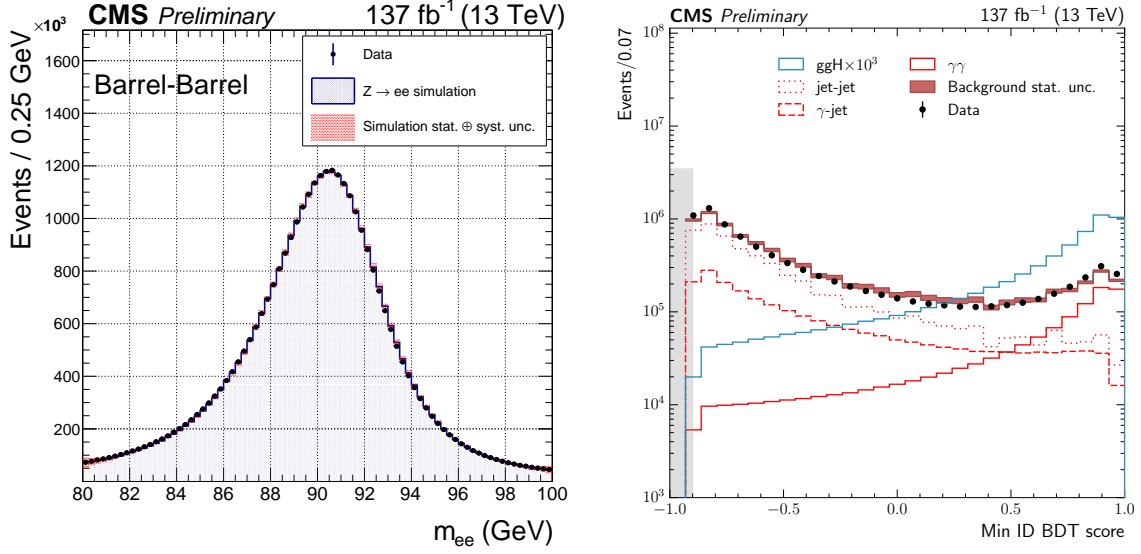 CMS Preliminary 137 fb⁻¹ (13 TeV)
×10³
Events / 0.25 GeV
1600
1400
1200
1000
800
600
400
200
Barrel-Barrel
Data
Z → ee simulation
Simulation stat. ⊕ syst. unc.
80 82 84 86 88 90 92 94 96 98 100
m_ee (GeV)
CMS Preliminary 137 fb⁻¹ (13 TeV)
Events/0.07
10⁸
10⁷
10⁶
10⁵
10⁴
10³
ggH×10³ γγ
jet-jet Background stat. unc.
γ-jet Data
−1.0 −0.5 0.0 0.5 1.0
Min ID BDT score